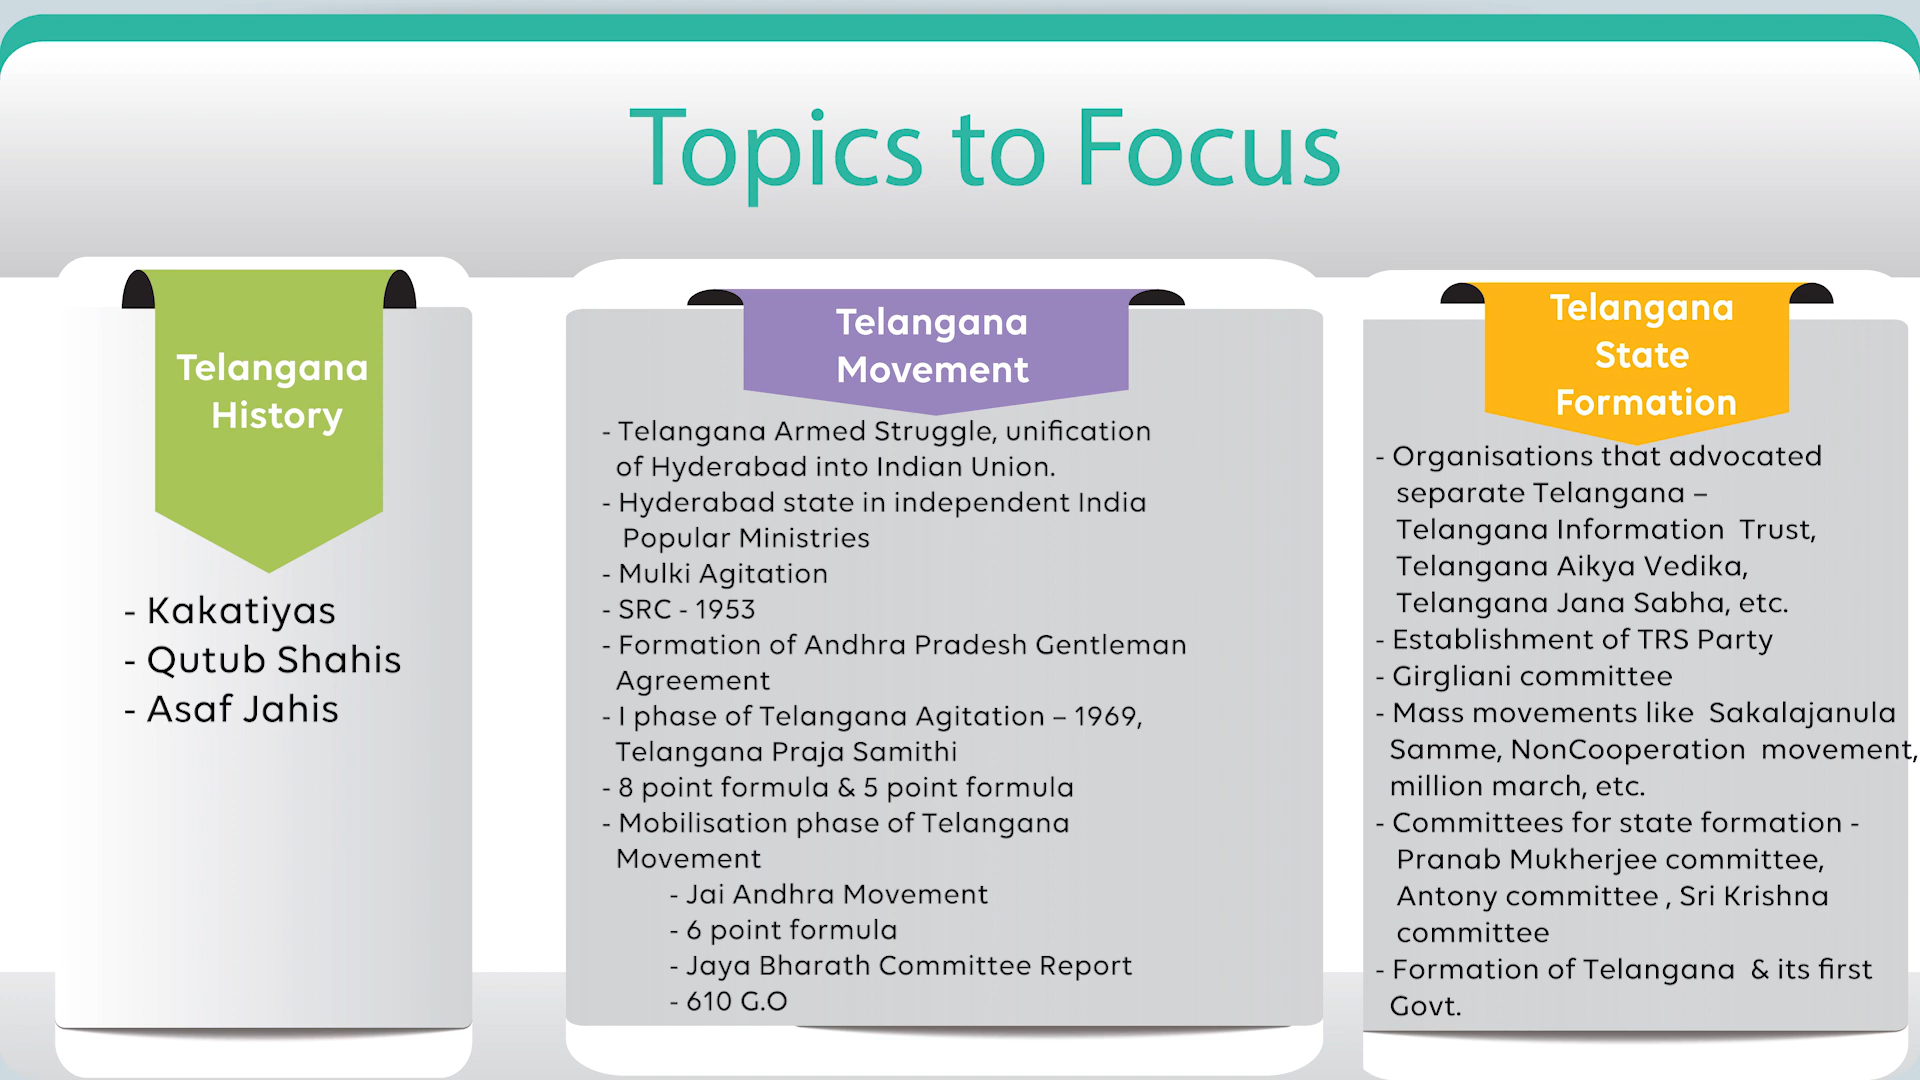 Topics to Focus
Telangana
History
- Kakatiyas
- Qutub Shahis
- Asaf Jahis
Telangana
Movement
- Telangana Armed Struggle, unification
of Hyderabad into Indian Union.
- Hyderabad state in independent India
Popular Ministries
- Mulki Agitation
- SRC - 1953
- Formation of Andhra Pradesh Gentleman
Agreement
- I phase of Telangana Agitation – 1969,
Telangana Praja Samithi
- 8 point formula & 5 point formula
- Mobilisation phase of Telangana
Movement
- Jai Andhra Movement
- 6 point formula
- Jaya Bharath Committee Report
- 610 G.O
Telangana
State
Formation
- Organisations that advocated
separate Telangana –
Telangana Information Trust,
Telangana Aikya Vedika,
Telangana Jana Sabha, etc.
- Establishment of TRS Party
- Girgliani committee
- Mass movements like Sakalajanula
Samme, NonCooperation movement,
million march, etc.
- Committees for state formation -
Pranab Mukherjee committee,
Antony committee , Sri Krishna
committee
- Formation of Telangana & its first
Govt.